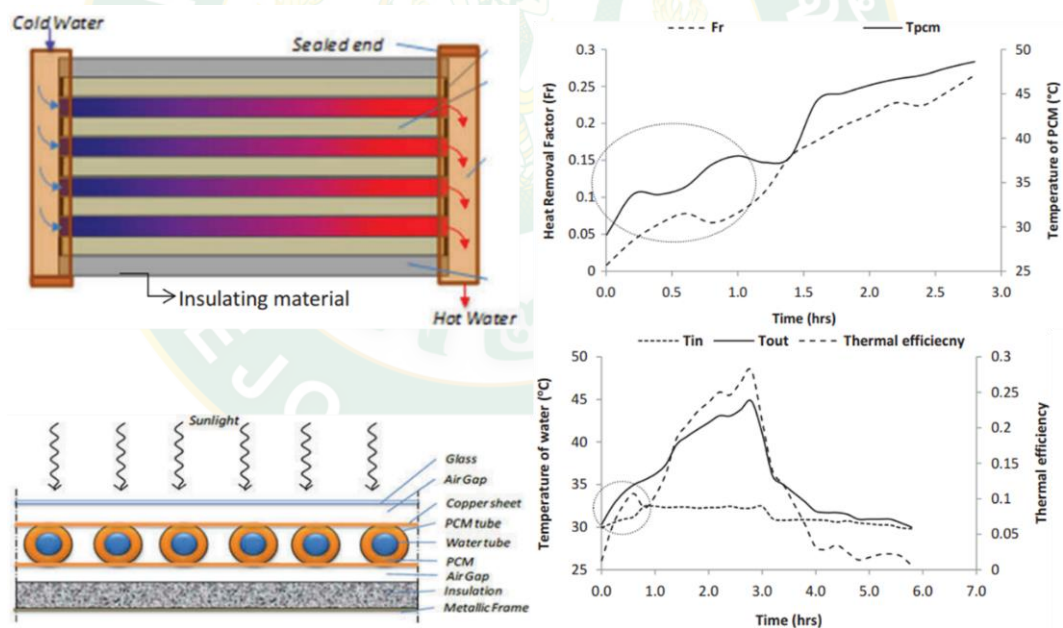 Cold Water
Sealed end
Insulating material
Hot Water
Fr
Tpcm
Heat Removal Factor (Fr)
0.3
0.25
0.2
0.15
0.1
0.05
0
50
45
40
35
30
25
Temperature of PCM (°C)
0.0 0.5 1.0 1.5 2.0 2.5 3.0
Time (hrs)
Sunlight
Glass
Air Gap
Copper sheet
PCM tube
Water tube
PCM
Air Gap
Insulation
Metallic Frame
Tin
Tout
Thermal efficiecny
Temperature of water (°C)
50
45
40
35
30
25
0.3
0.25
0.2
0.15
0.1
0.05
0
Thermal efficiency
0.0 1.0 2.0 3.0 4.0 5.0 6.0 7.0
Time (hrs)
EJO